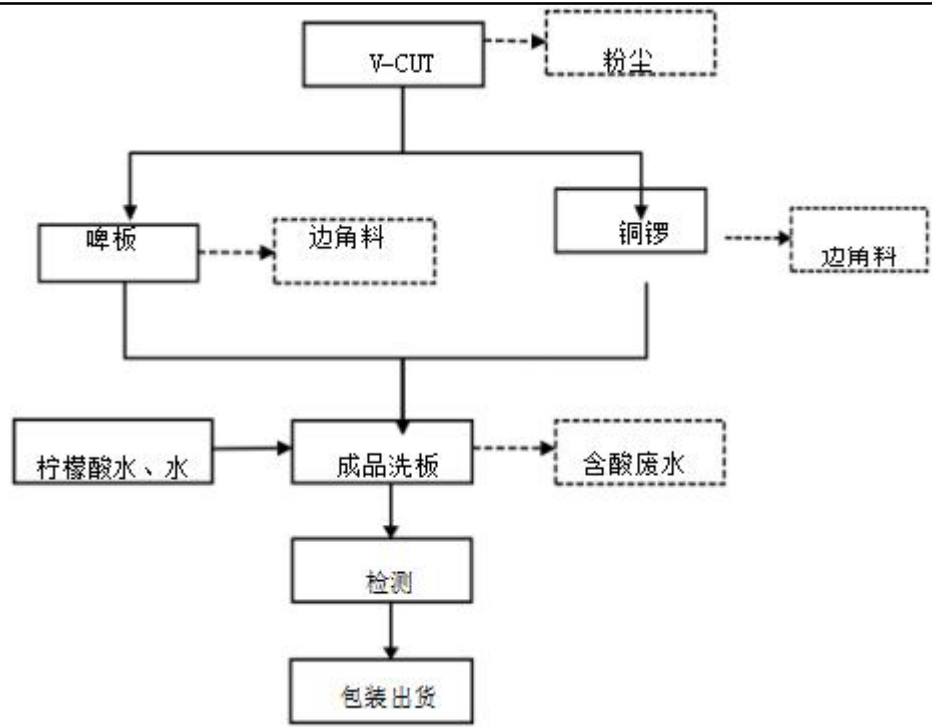 V-CUT
粉尘
啤板
边角料
铜锣
边角料
柠檬酸水、水
成品洗板
含酸废水
检测
包装出货